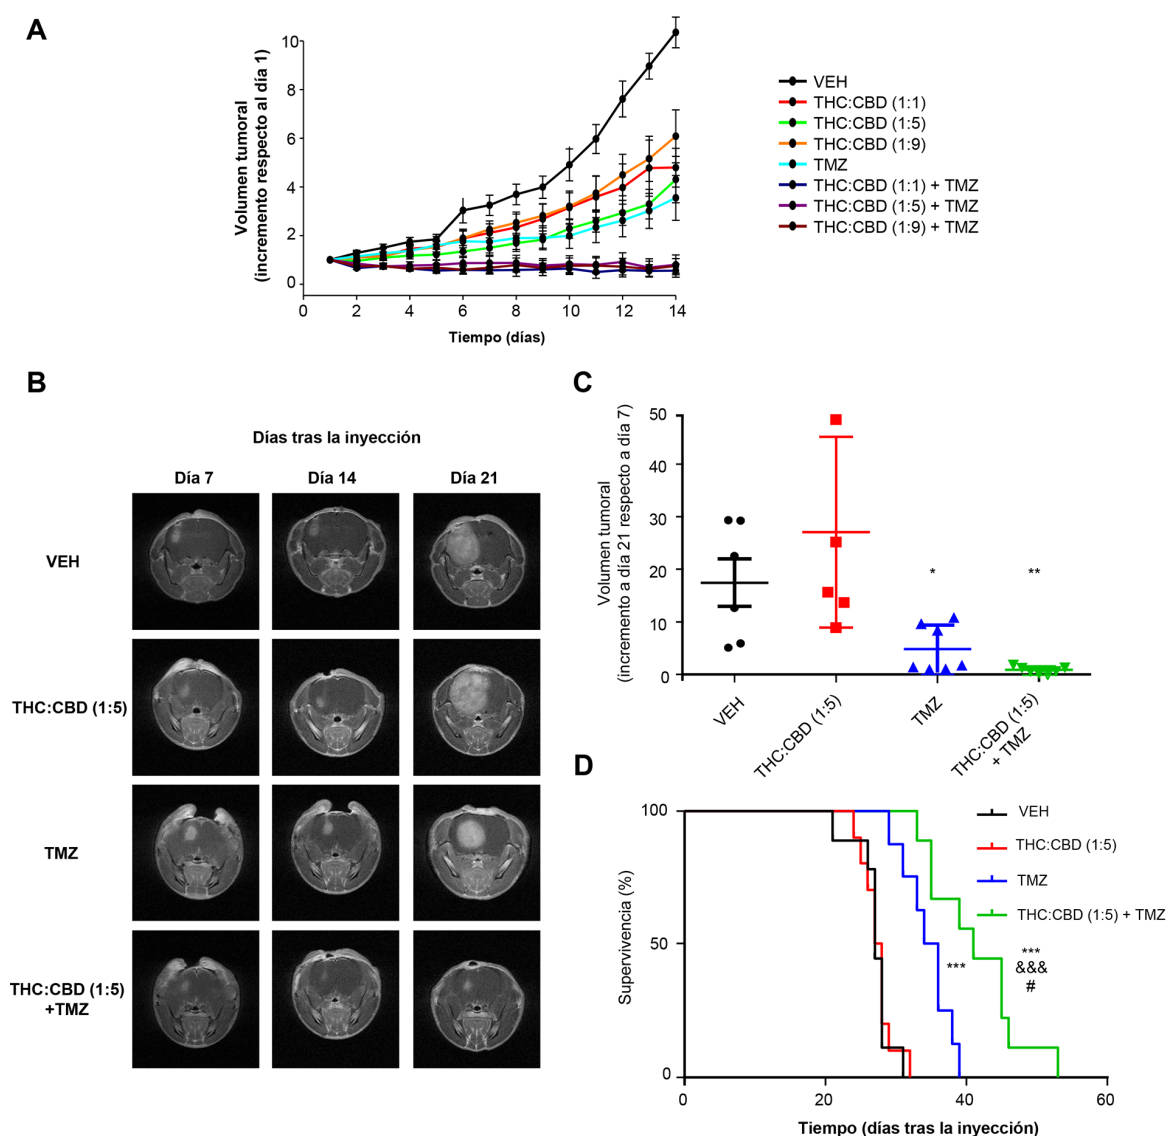 A
Volumen tumoral
(incremento respecto al día 1)
10
8
6
4
2
0
0
2
4
6
8
10
12
14
Tiempo (días)
VEH
THC:CBD (1:1)
THC:CBD (1:5)
THC:CBD (1:9)
TMZ
THC:CBD (1:1) + TMZ
THC:CBD (1:5) + TMZ
THC:CBD (1:9) + TMZ
B
Días tras la inyección
Día 7
Día 14
Día 21
VEH
THC:CBD (1:5)
TMZ
THC:CBD (1:5)
+TMZ
C
Volumen tumoral
(incremento a día 21 respecto a día 7)
50
40
30
20
10
0
*
**
VEH
THC:CBD (1:5)
TMZ
THC:CBD (1:5)
+ TMZ
D
Supervivencia (%)
100
50
0
0
20
40
60
Tiempo (días tras la inyección)
VEH
THC:CBD (1:5)
TMZ
THC:CBD (1:5) + TMZ
***
***
&&&
#